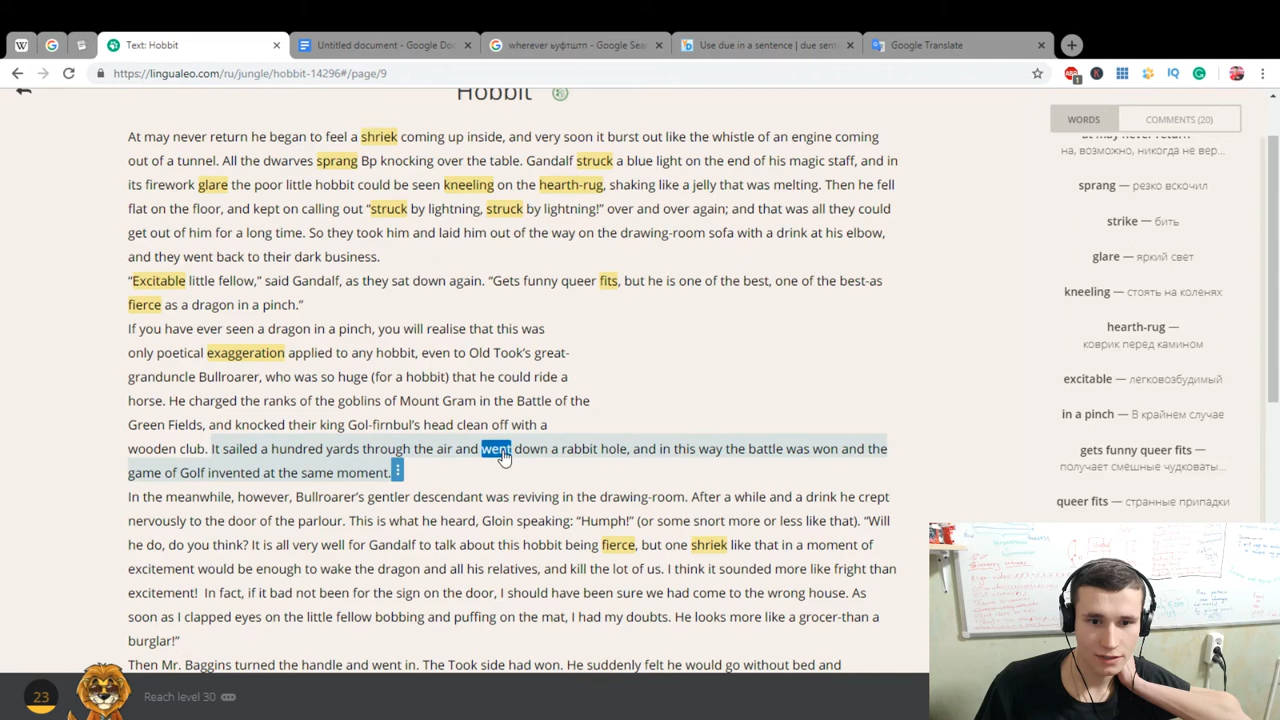 Text: Hobbit
Untitled document - Google Doc
wherever буфтшпт - Google Sea
Use due in a sentence | due sent
Google Translate
https://lingualeo.com/ru/jungle/hobbit-14296#/page/9
Hobbit
WORDS
COMMENTS (20)
At may never return he began to feel a shriek coming up inside, and very soon it burst out like the whistle of an engine coming
out of a tunnel. All the dwarves sprang Bp knocking over the table. Gandalf struck a blue light on the end of his magic staff, and in
its firework glare the poor little hobbit could be seen kneeling on the hearth-rug, shaking like a jelly that was melting. Then he fell
flat on the floor, and kept on calling out “struck by lightning, struck by lightning!” over and over again; and that was all they could
get out of him for a long time. So they took him and laid him out of the way on the drawing-room sofa with a drink at his elbow,
and they went back to their dark business.
“Excitable little fellow,” said Gandalf, as they sat down again. “Gets funny queer fits, but he is one of the best, one of the best-as
fierce as a dragon in a pinch.”
If you have ever seen a dragon in a pinch, you will realise that this was
only poetical exaggeration applied to any hobbit, even to Old Took’s great-
granduncle Bullroarer, who was so huge (for a hobbit) that he could ride a
horse. He charged the ranks of the goblins of Mount Gram in the Battle of the
Green Fields, and knocked their king Gol-firnbul’s head clean off with a
wooden club. It sailed a hundred yards through the air and went down a rabbit hole, and in this way the battle was won and the
game of Golf invented at the same moment.
In the meanwhile, however, Bullroarer’s gentler descendant was reviving in the drawing-room. After a while and a drink he crept
nervously to the door of the parlour. This is what he heard, Gloin speaking: “Humph!” (or some snort more or less like that). “Will
he do, do you think? It is all very well for Gandalf to talk about this hobbit being fierce, but one shriek like that in a moment of
excitement would be enough to wake the dragon and all his relatives, and kill the lot of us. I think it sounded more like fright than
excitement! In fact, if it bad hot been for the sign on the door, I should have been sure we had come to the wrong house. As
soon as I clapped eyes on the little fellow bobbing and puffing on the mat, I had my doubts. He looks more like a grocer-than a
burglar!”
Then Mr. Baggins turned the handle and went in. The Took side had won. He suddenly felt he would go without bed and
at may never return
на, возможно, никогда не вер...
sprang — резко вскочил
strike — бить
glare — яркий свет
kneeling — стоять на коленях
hearth-rug —
коврик перед камином
excitable — легковозбудимый
in a pinch — В крайнем случае
gets funny queer fits —
получает смешные чудковаты...
queer fits — странные припадки
23
Reach level 30